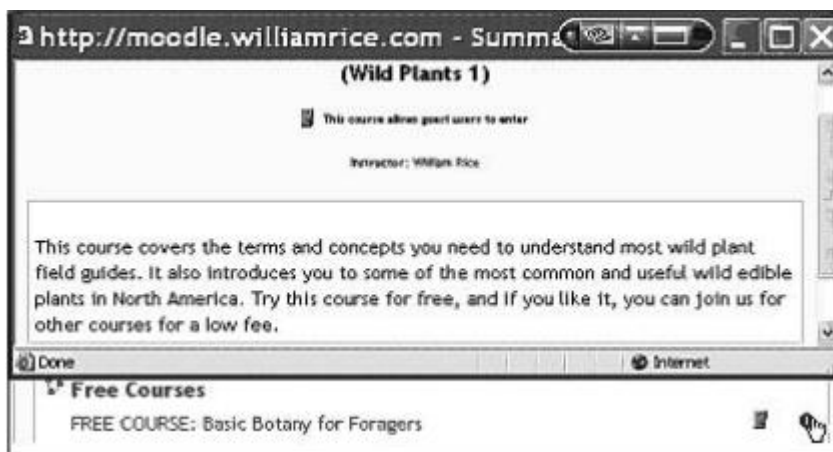 http://moodle.williamrice.com - Summa
(Wild Plants 1)
This course allows guest users to enter
Instructor: William Rice
This course covers the terms and concepts you need to understand most wild plant
field guides. It also introduces you to some of the most common and useful wild edible
plants in North America. Try this course for free, and if you like it, you can join us for
other courses for a low fee.
Done
Internet
Free Courses
FREE COURSE: Basic Botany for Foragers